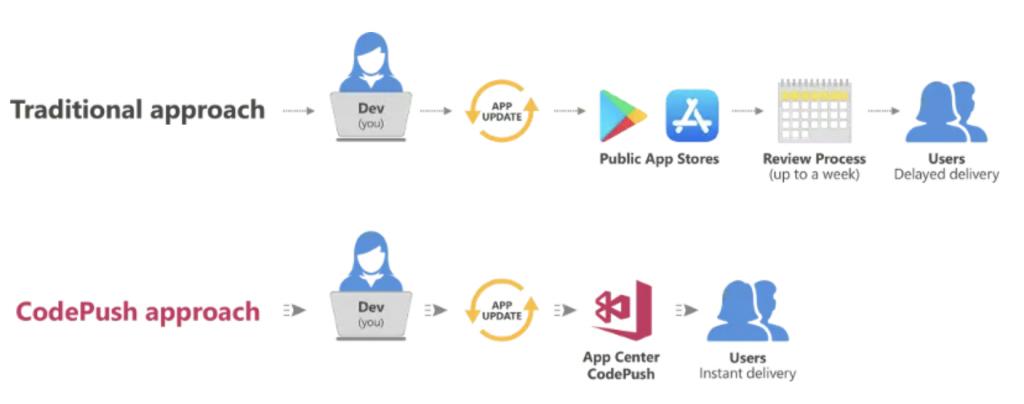 Traditional approach
Dev
(you)
APP
UPDATE
Public App Stores
Review Process
(up to a week)
Users
Delayed delivery
CodePush approach
Dev
(you)
APP
UPDATE
App Center
CodePush
Users
Instant delivery